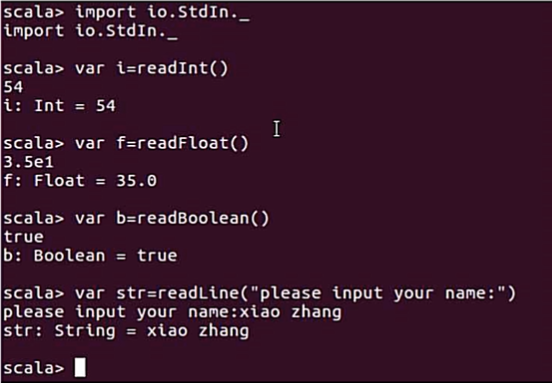 scala> import io.StdIn._
import io.StdIn._
scala> var i=readInt()
54
i: Int = 54
scala> var f=readFloat()
3.5e1
f: Float = 35.0
scala> var b=readBoolean()
true
b: Boolean = true
scala> var str=readLine("please input your name:")
please input your name:xiao zhang
str: String = xiao zhang
scala>